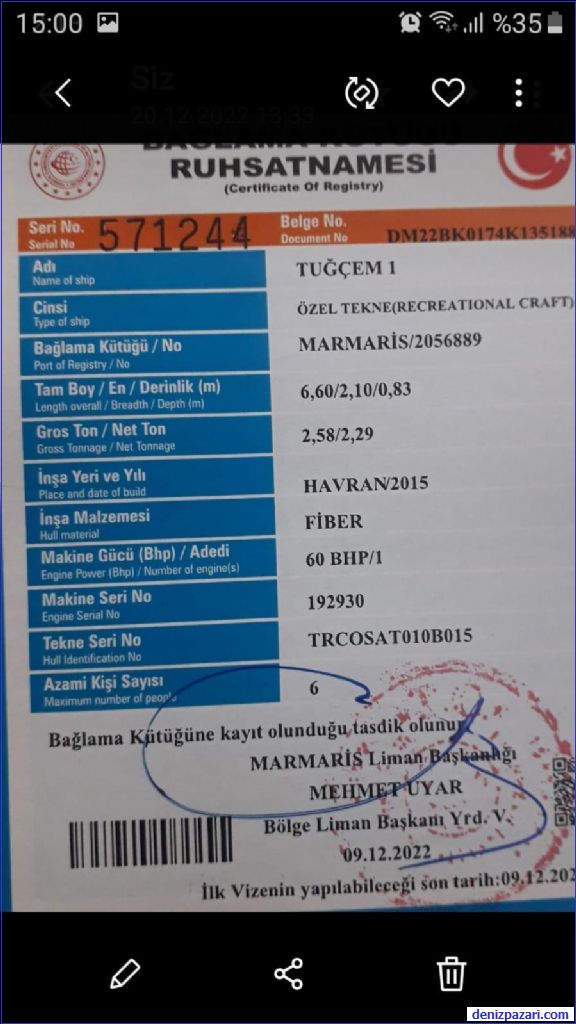 15:00
%35
Siz
20.12.2022 13:33
RUHSATNAMESİ
(Certificate Of Registry)
Seri No. 571244 Belge No. DM22BK0174K135188
Serial No Document No
Adı TUĞÇEM 1
Name of ship
Cinsi ÖZEL TEKNE(RECREATIONAL CRAFT)
Type of ship
Bağlama Kütüğü / No MARMARİS/2056889
Port of Registry / No
Tam Boy / En / Derinlik (m) 6,60/2,10/0,83
Length overall / Breadth / Depth (m)
Gros Ton / Net Ton 2,58/2,29
Gross Tonnage / Net Tonnage
İnşa Yeri ve Yılı HAVRAN/2015
Place and date of build
İnşa Malzemesi FİBER
Hull material
Makine Gücü (Bhp) / Adedi 60 BHP/1
Engine Power (Bhp) / Number of engine(s)
Makine Seri No 192930
Engine Serial No
Tekne Seri No TRCOSAT010B015
Hull Identification No
Azami Kişi Sayısı 6
Maximum number of people
Bağlama Kütüğüne kayıt olunduğu tasdik olunur
MARMARİS Liman Başkanlığı
MEHMET UYAR
Bölge Liman Başkanı Yrd. V.
09.12.2022
İlk Vizenin yapılabileceği son tarih:09.12.202
denizpazari.com